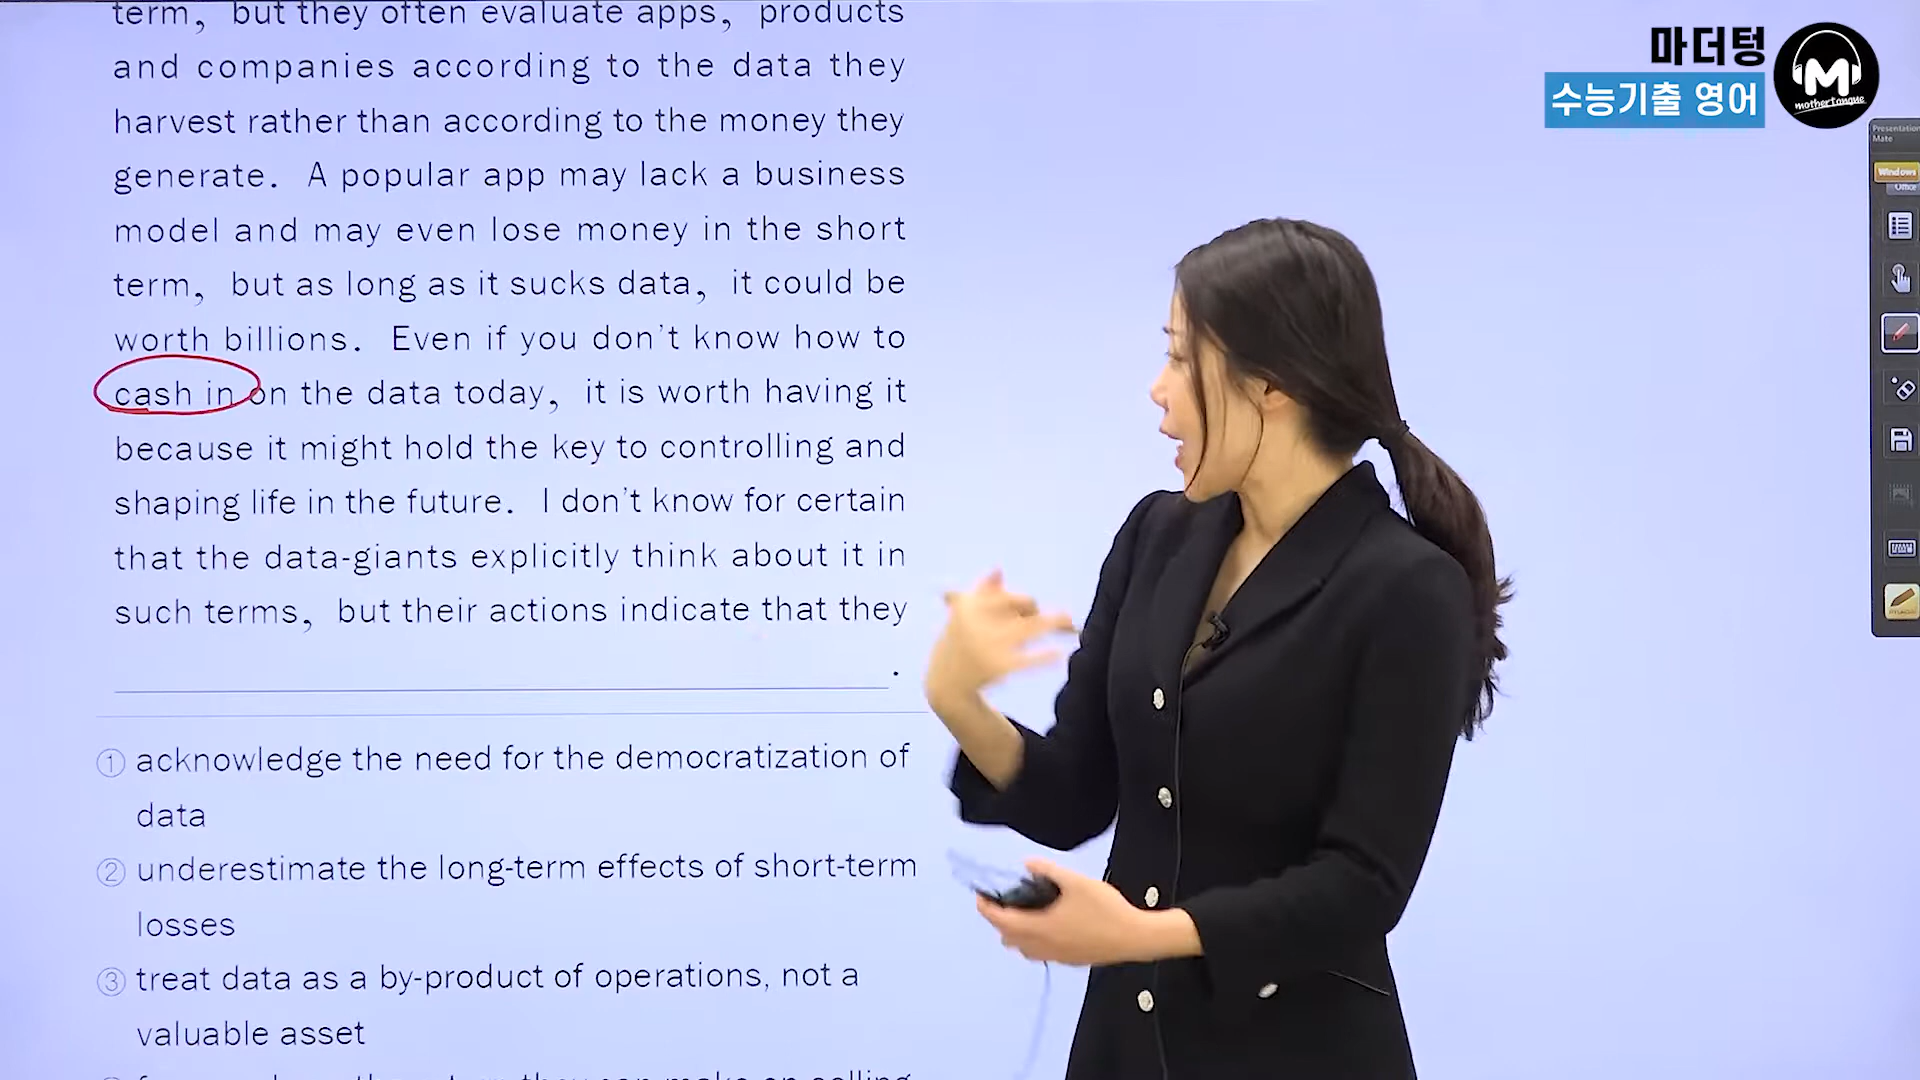 term, but they often evaluate apps, products
and companies according to the data they
harvest rather than according to the money they
generate. A popular app may lack a business
model and may even lose money in the short
term, but as long as it sucks data, it could be
worth billions. Even if you don't know how to
cash in on the data today, it is worth having it
because it might hold the key to controlling and
shaping life in the future. I don't know for certain
that the data-giants explicitly think about it in
such terms, but their actions indicate that they
.
① acknowledge the need for the democratization of
data
② underestimate the long-term effects of short-term
losses
③ treat data as a by-product of operations, not a
valuable asset
마더텅
수능기출 영어
M
mothertongue
Presentation
Mate
Windows
Office